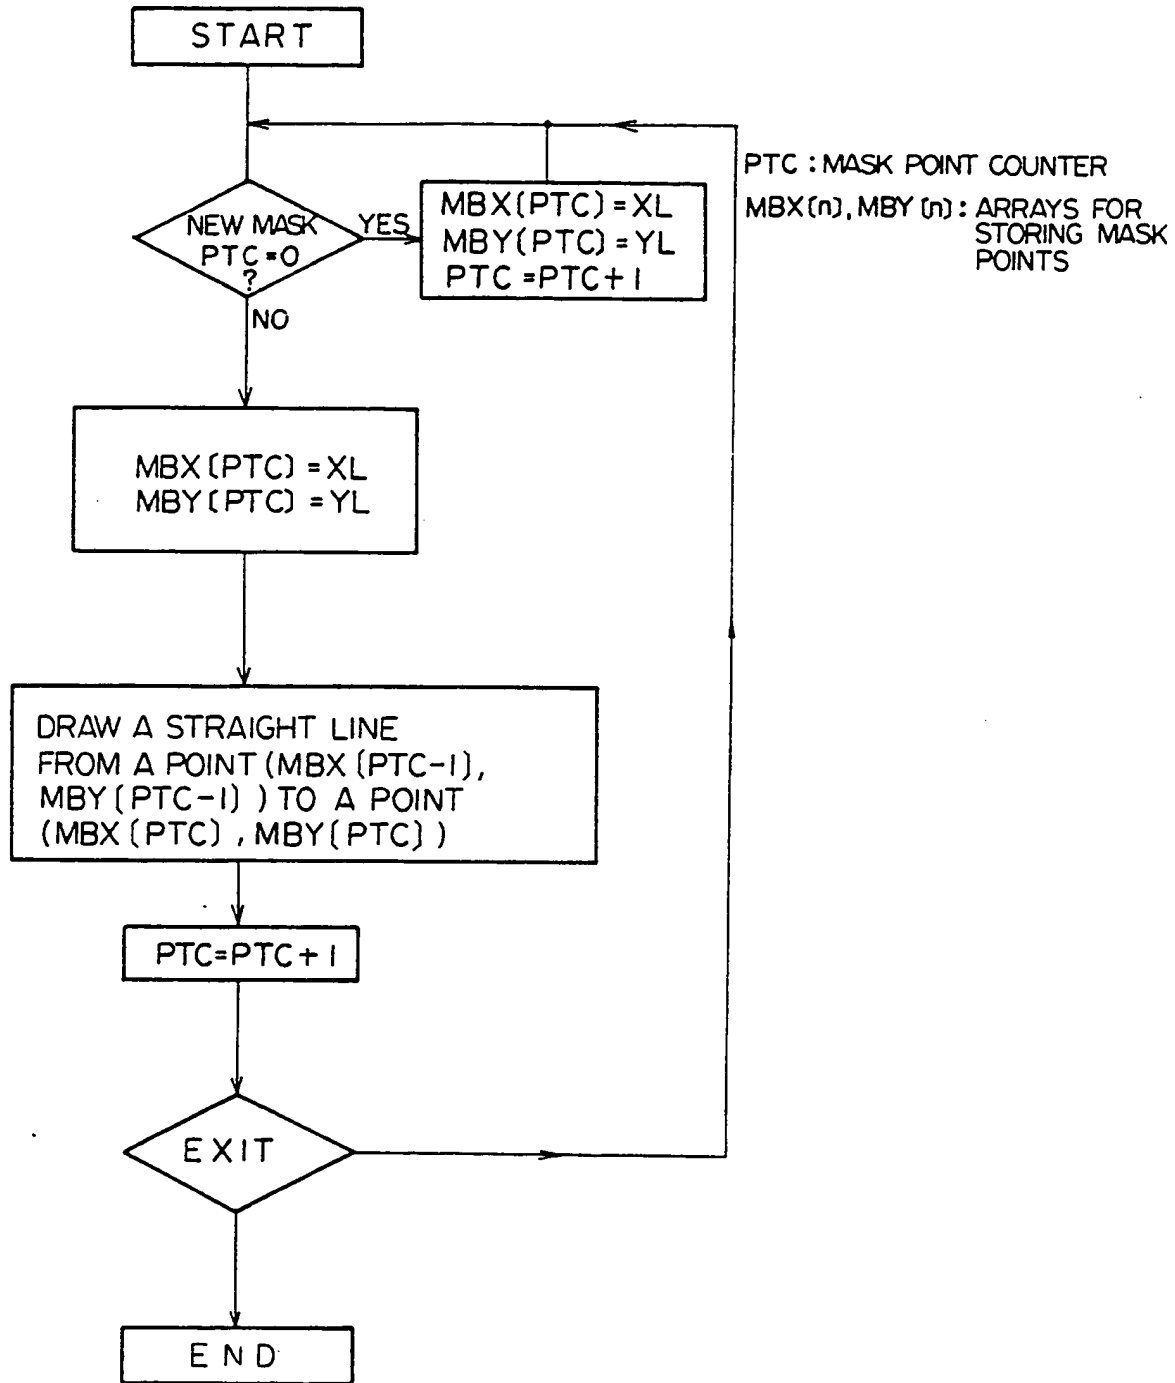 START
NEW MASK
PTC=0
?
YES
MBX(PTC)=XL
MBY(PTC)=YL
PTC=PTC+1
PTC : MASK POINT COUNTER
MBX(n), MBY(n) : ARRAYS FOR
STORING MASK
POINTS
NO
MBX(PTC)=XL
MBY(PTC)=YL
DRAW A STRAIGHT LINE
FROM A POINT (MBX(PTC-1),
MBY(PTC-1)) TO A POINT
(MBX(PTC), MBY(PTC))
PTC=PTC+1
EXIT
END